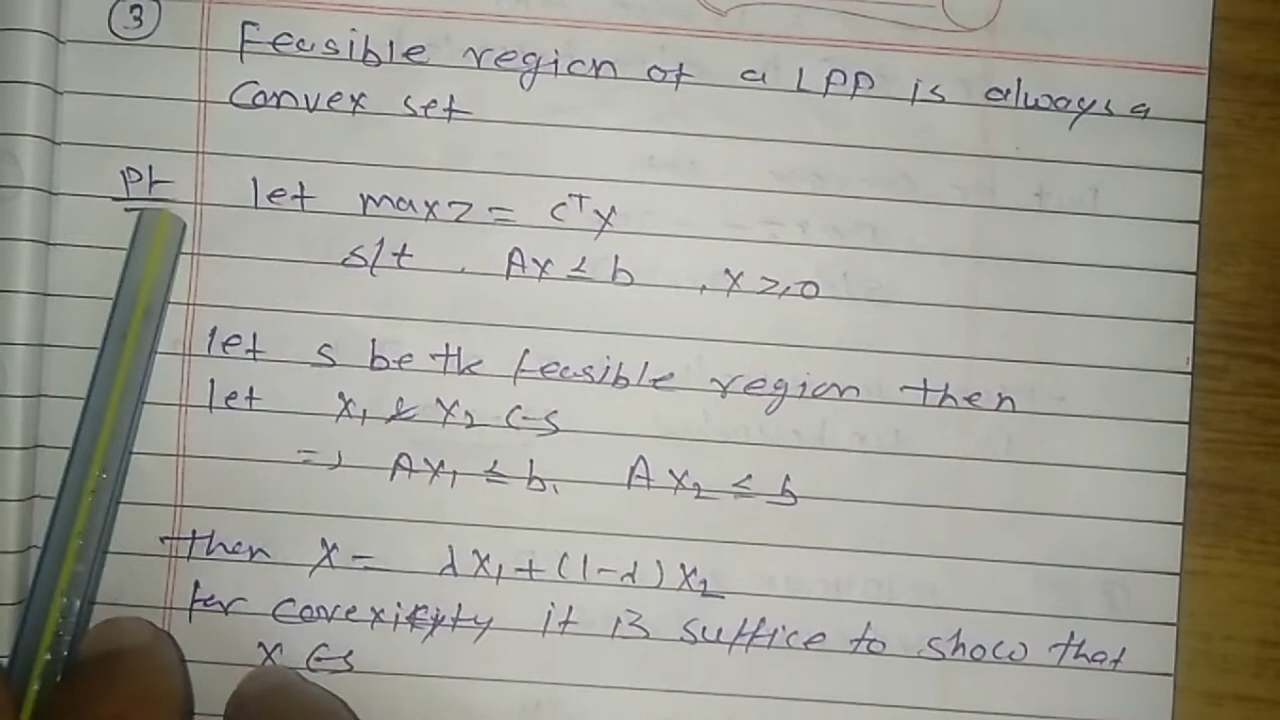 3
Feasible region of a LPP is always a
Convex set
Pf let max z = cᵀx
s/t . Ax ≤ b , x ≥ 0
let s be the feasible region then
let x₁ & x₂ ∈ s
=> Ax₁ ≤ b, Ax₂ ≤ b
then x = λx₁ + (1-λ)x₂
for convexity it is suffice to show that
x ∈ s